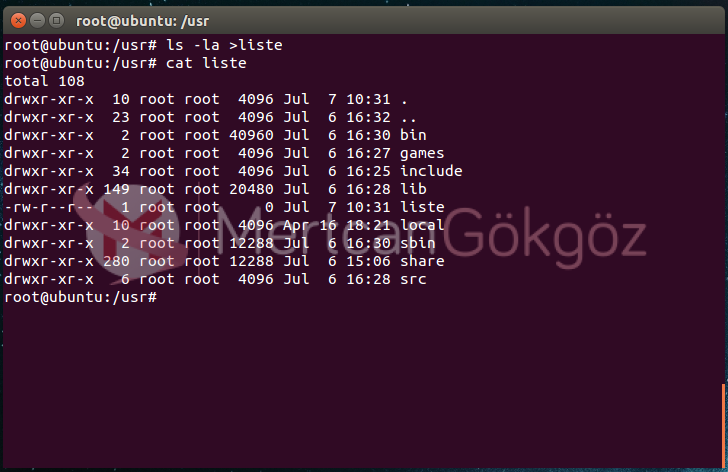 root@ubuntu: /usr
root@ubuntu:/usr# ls -la >liste
root@ubuntu:/usr# cat liste
total 108
drwxr-xr-x  10 root root  4096 Jul  7 10:31 .
drwxr-xr-x  23 root root  4096 Jul  6 16:32 ..
drwxr-xr-x   2 root root 40960 Jul  6 16:30 bin
drwxr-xr-x   2 root root  4096 Jul  6 16:27 games
drwxr-xr-x  34 root root  4096 Jul  6 16:25 include
drwxr-xr-x 149 root root 20480 Jul  6 16:28 lib
-rw-r--r--   1 root root     0 Jul  7 10:31 liste
drwxr-xr-x  10 root root  4096 Apr 16 18:21 local
drwxr-xr-x   2 root root 12288 Jul  6 16:30 sbin
drwxr-xr-x 280 root root 12288 Jul  6 15:06 share
drwxr-xr-x   6 root root  4096 Jul  6 16:28 src
root@ubuntu:/usr#
MertcanGökgöz